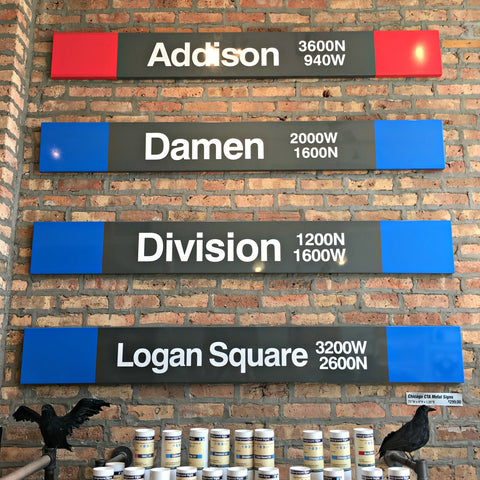 Addison 3600N
940W
Damen 2000W
1600N
Division 1200N
1600W
Logan Square 3200W
2600N
Chicago CTA Metal Signs